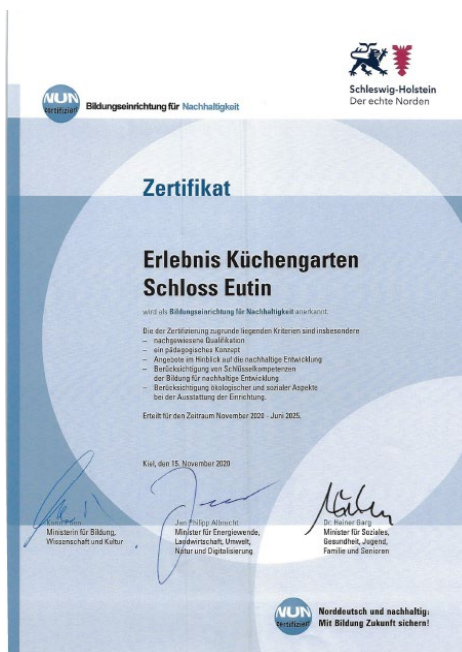 NUN
zertifiziert
Bildungseinrichtung für Nachhaltigkeit
Schleswig-Holstein
Der echte Norden
Zertifikat
Erlebnis Küchengarten
Schloss Eutin
wird als Bildungseinrichtung für Nachhaltigkeit anerkannt.
Die der Zertifizierung zugrunde liegenden Kriterien sind insbesondere
– nachgewiesene Qualifikation
– ein pädagogisches Konzept
– Angebote im Hinblick auf die nachhaltige Entwicklung
– Berücksichtigung von Schlüsselkompetenzen
der Bildung für nachhaltige Entwicklung
– Berücksichtigung ökologischer und sozialer Aspekte
bei der Ausstattung der Einrichtung.
Erteilt für den Zeitraum November 2020 - Juni 2025.
Kiel, den 15. November 2020
Karin Prien
Ministerin für Bildung,
Wissenschaft und Kultur
Jan Philipp Albrecht
Minister für Energiewende,
Landwirtschaft, Umwelt,
Natur und Digitalisierung
Dr. Heiner Garg
Minister für Soziales,
Gesundheit, Jugend,
Familie und Senioren
NUN
zertifiziert
Norddeutsch und nachhaltig:
Mit Bildung Zukunft sichern!